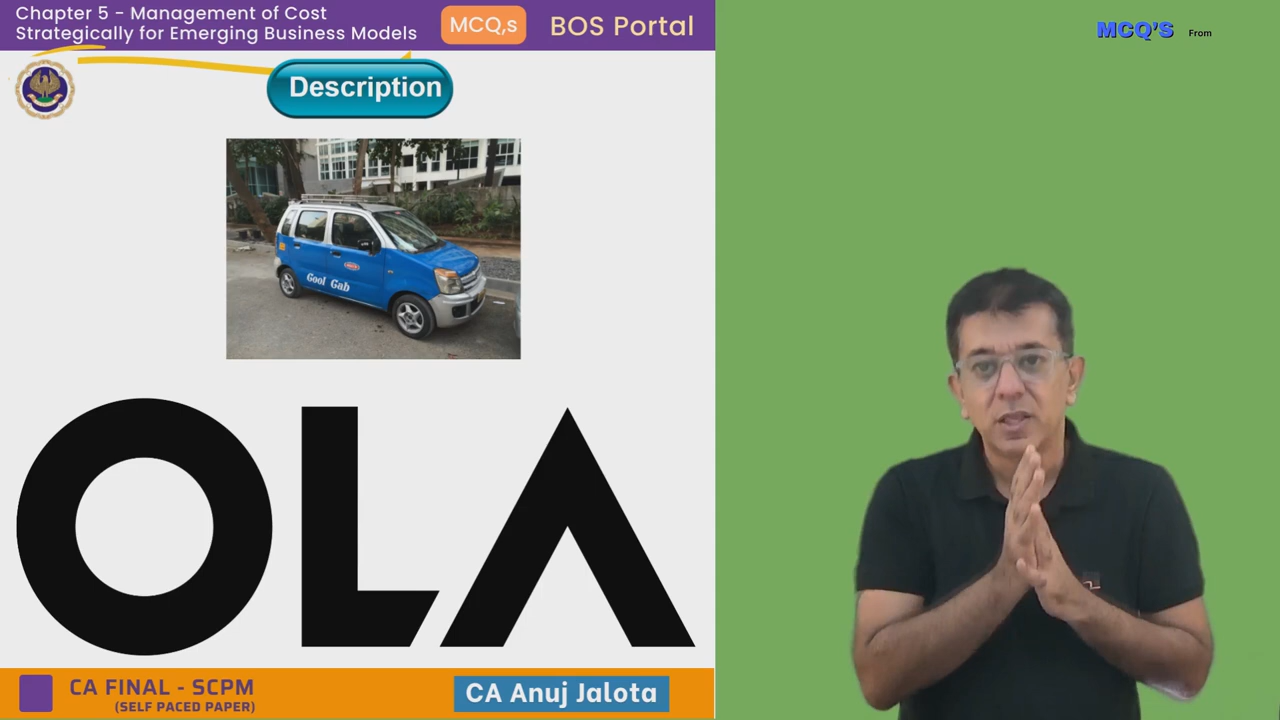 Chapter 5 - Management of Cost
Strategically for Emerging Business Models
MCQ,s
BOS Portal
MCQ'S From
Description
Cool Gab
OLA
CA FINAL - SCPM
(SELF PACED PAPER)
CA Anuj Jalota